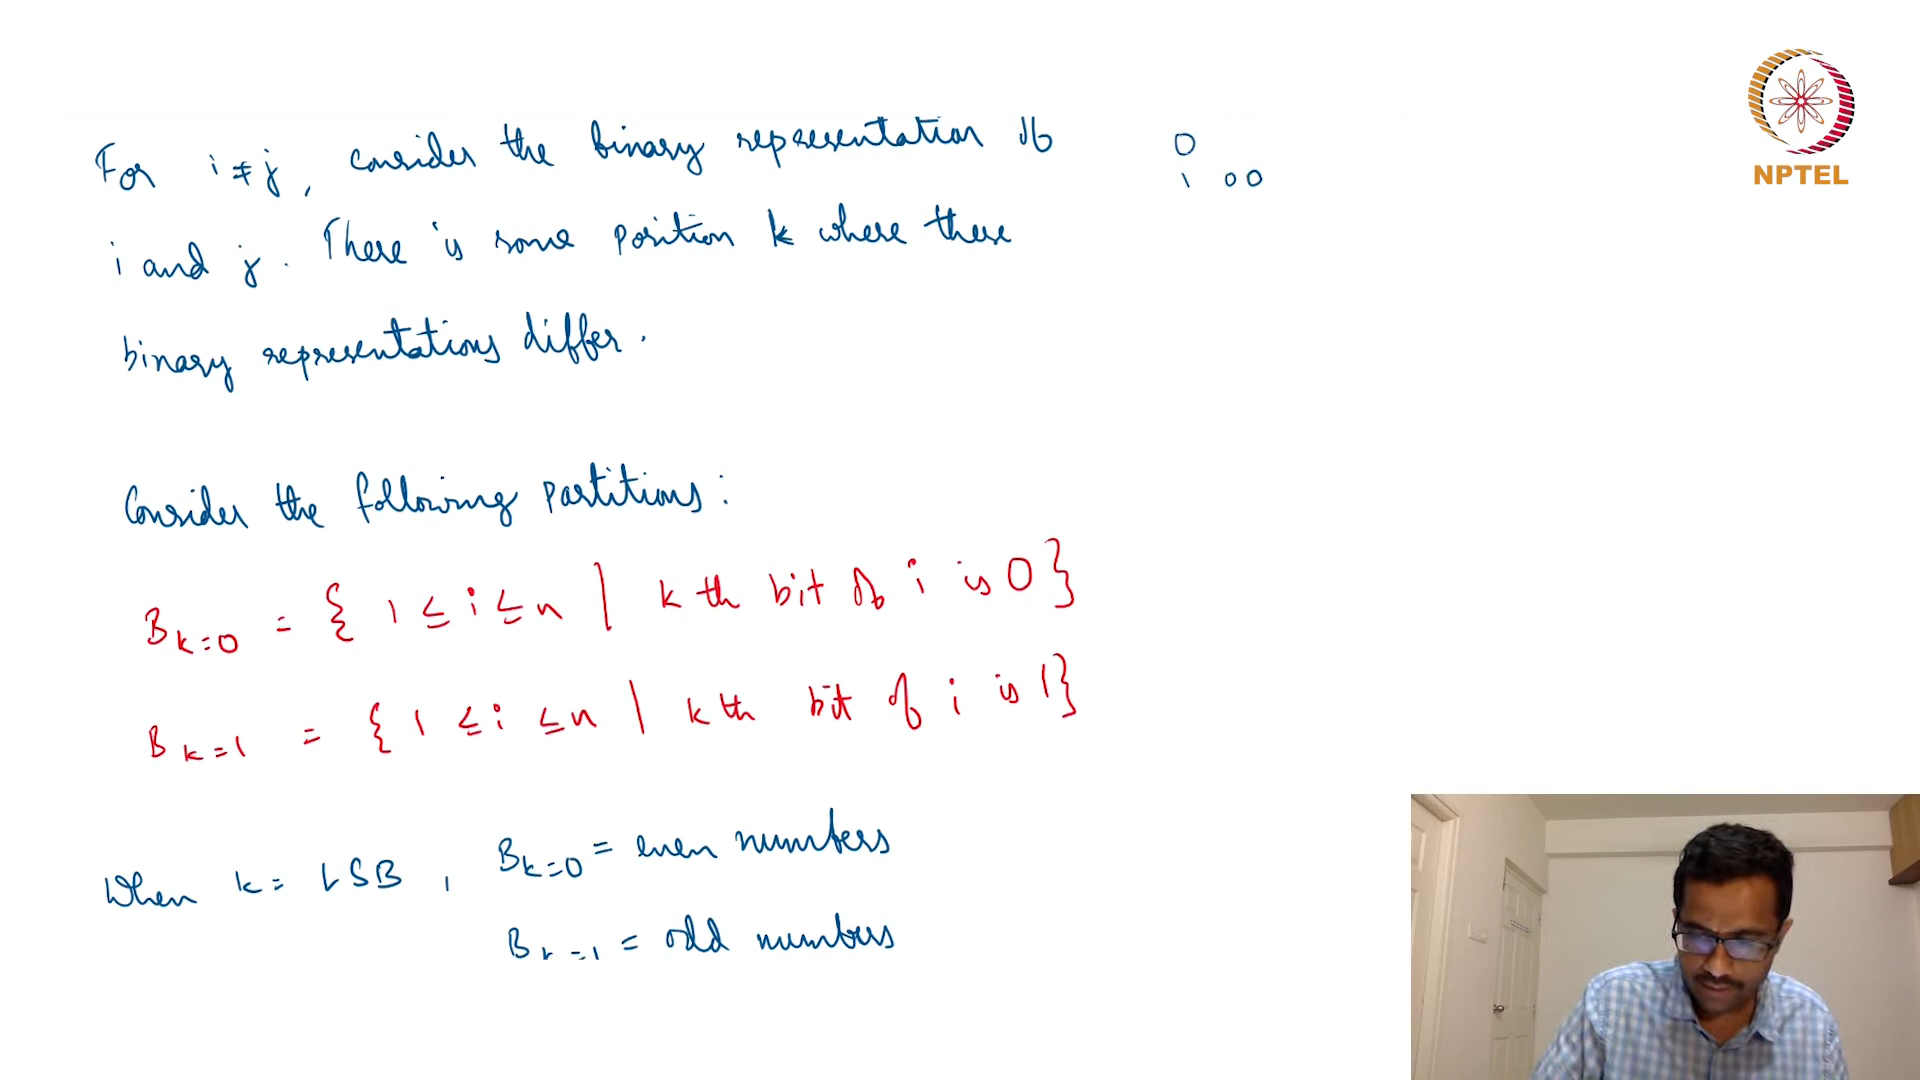 For i ≠ j, consider the binary representation of
i and j. There is some position k where these
binary representations differ.
0
1 00
NPTEL
Consider the following partitions:
B_{k=0} = { 1 ≤ i ≤ n | k th bit of i is 0}
B_{k=1} = { 1 ≤ i ≤ n | k th bit of i is 1}
When k = LSB, B_{k=0} = even numbers
B_{k=1} = odd numbers